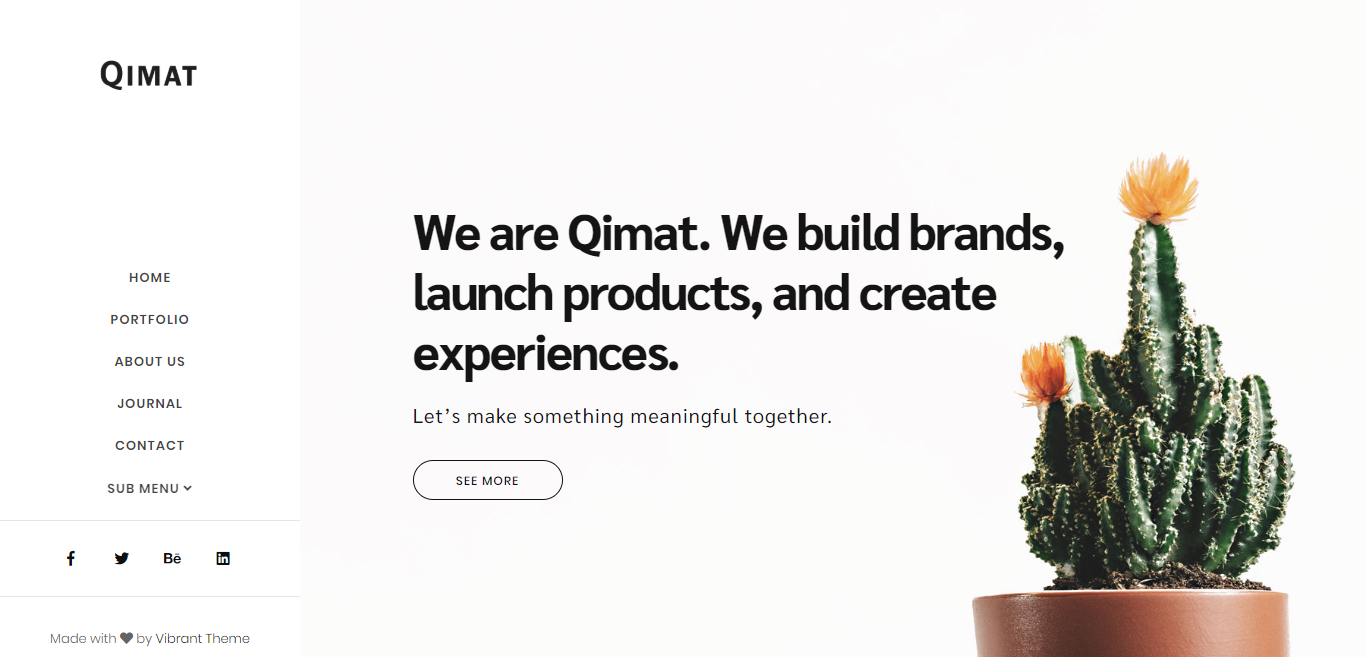 QIMAT
HOME
PORTFOLIO
ABOUT US
JOURNAL
CONTACT
SUB MENU
Bē
Made with by Vibrant Theme
We are Qimat. We build brands,
launch products, and create
experiences.
Let’s make something meaningful together.
SEE MORE